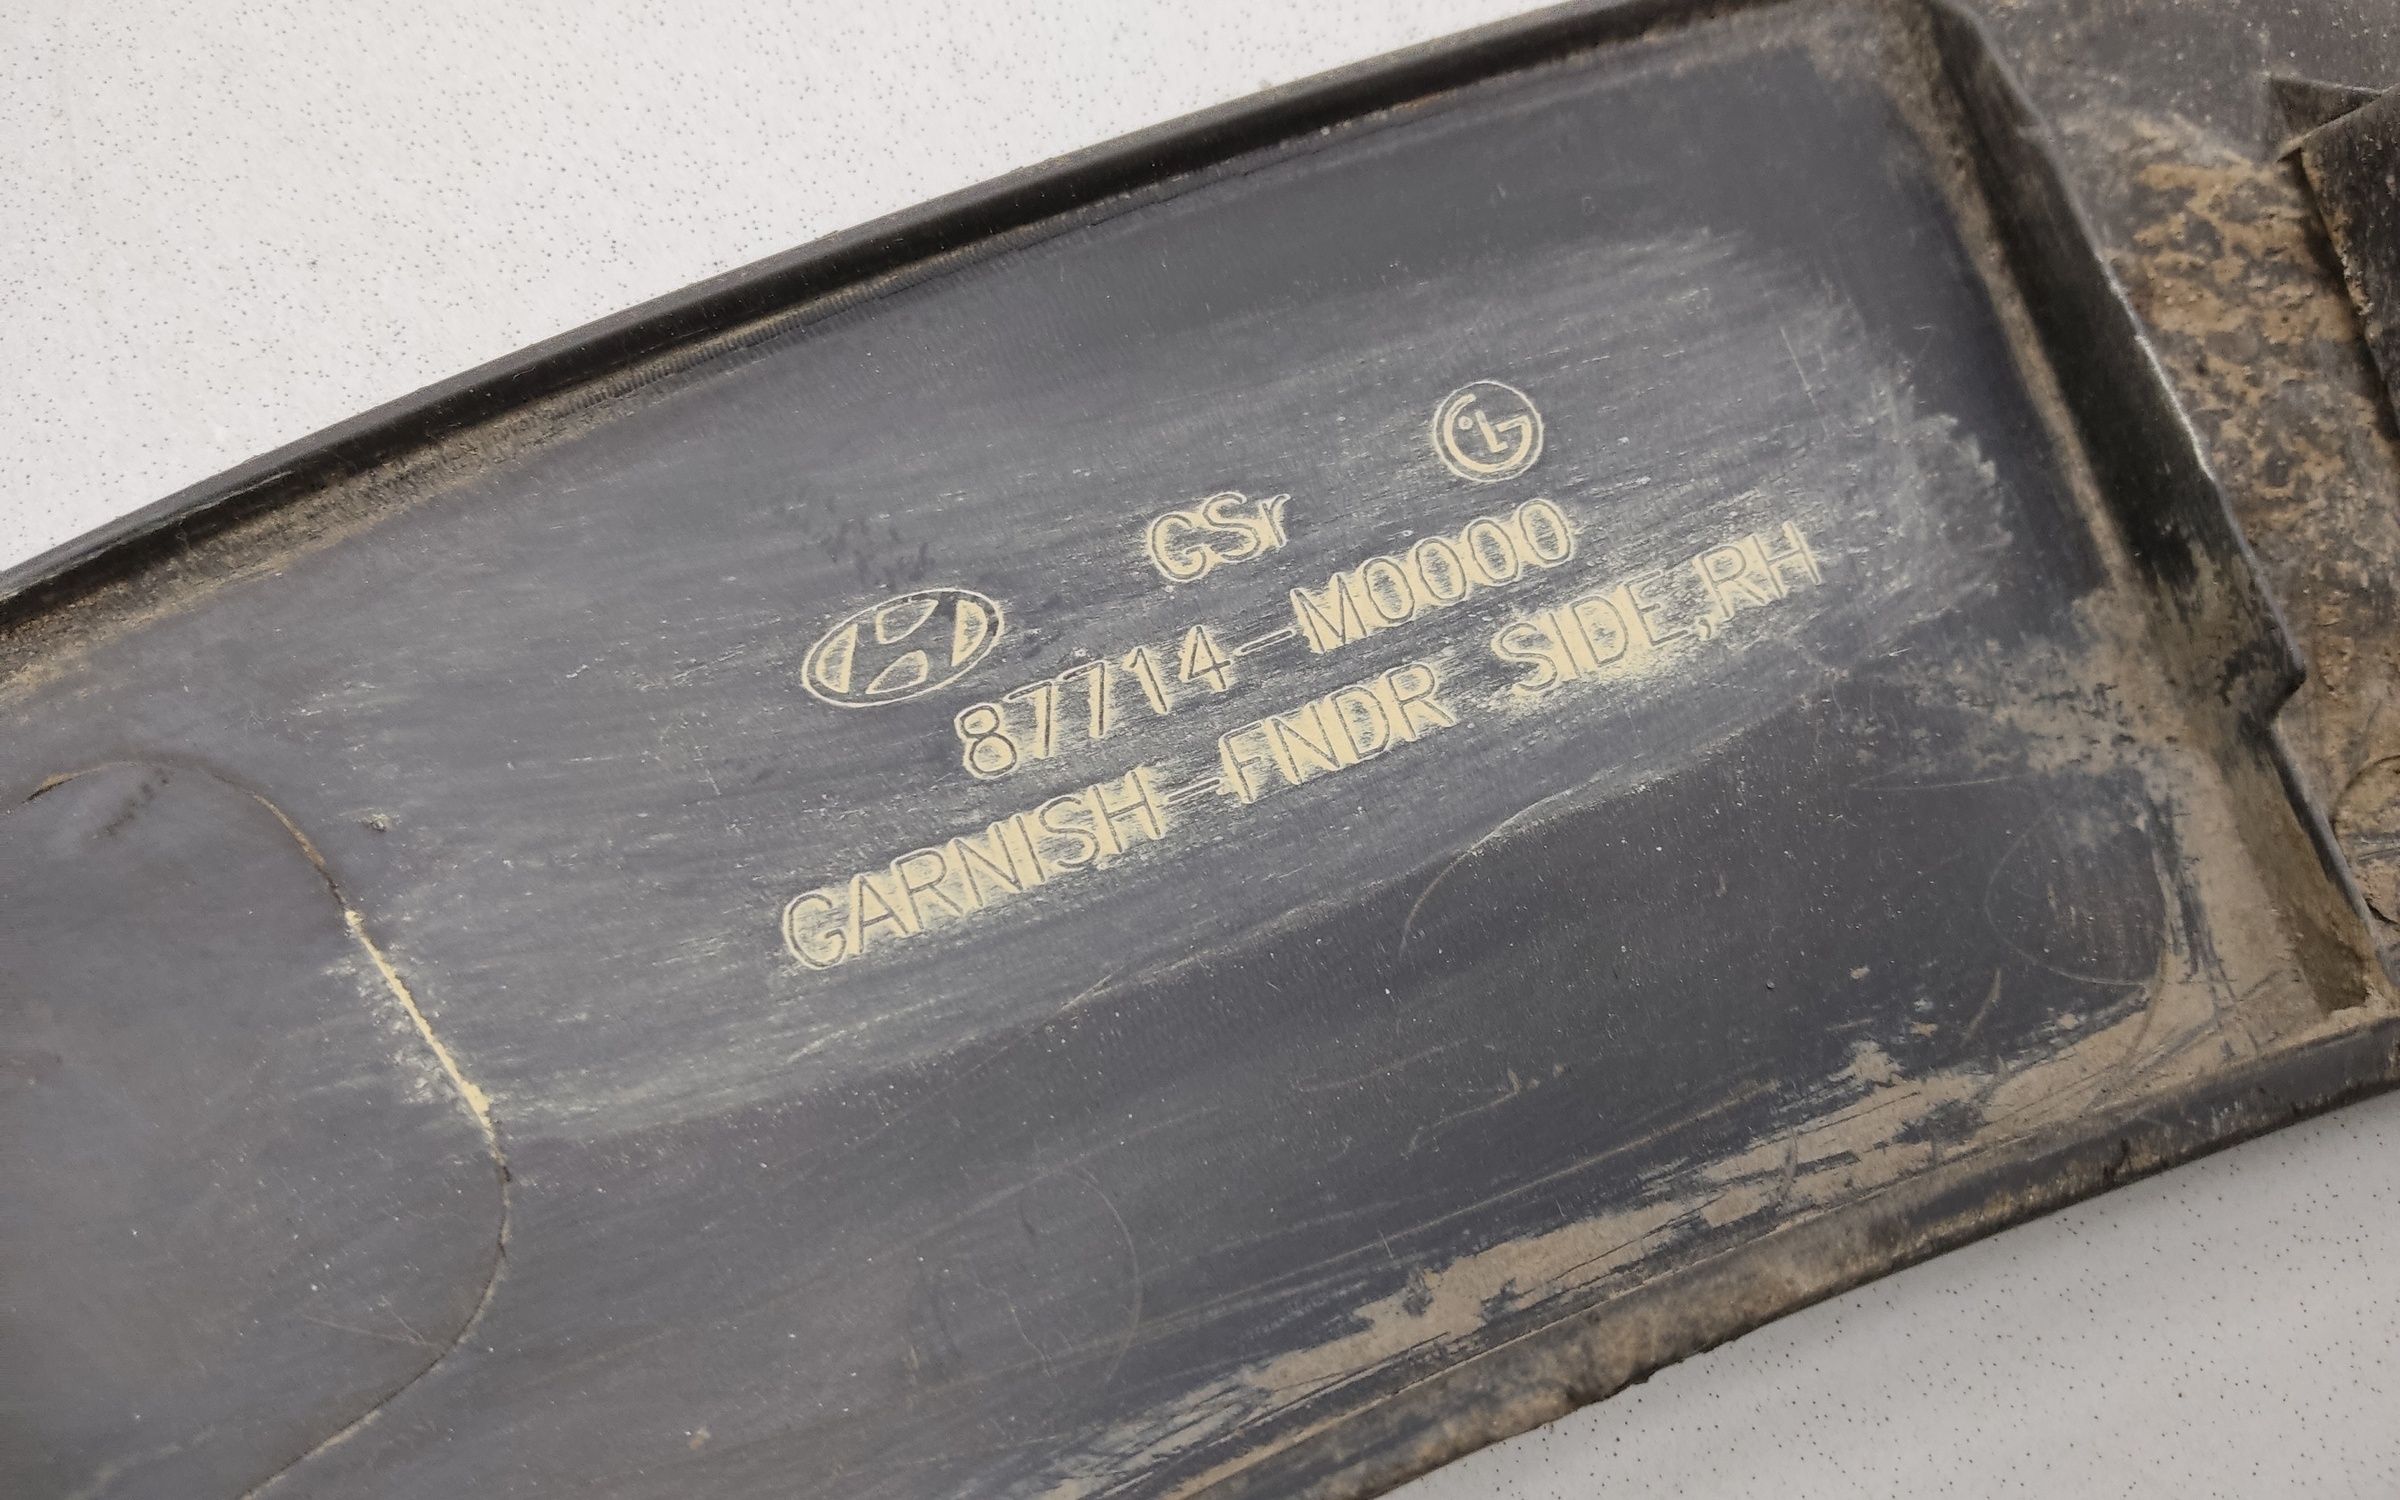 GSr
87714-M0000
GARNISH-FNDR SIDE,RH